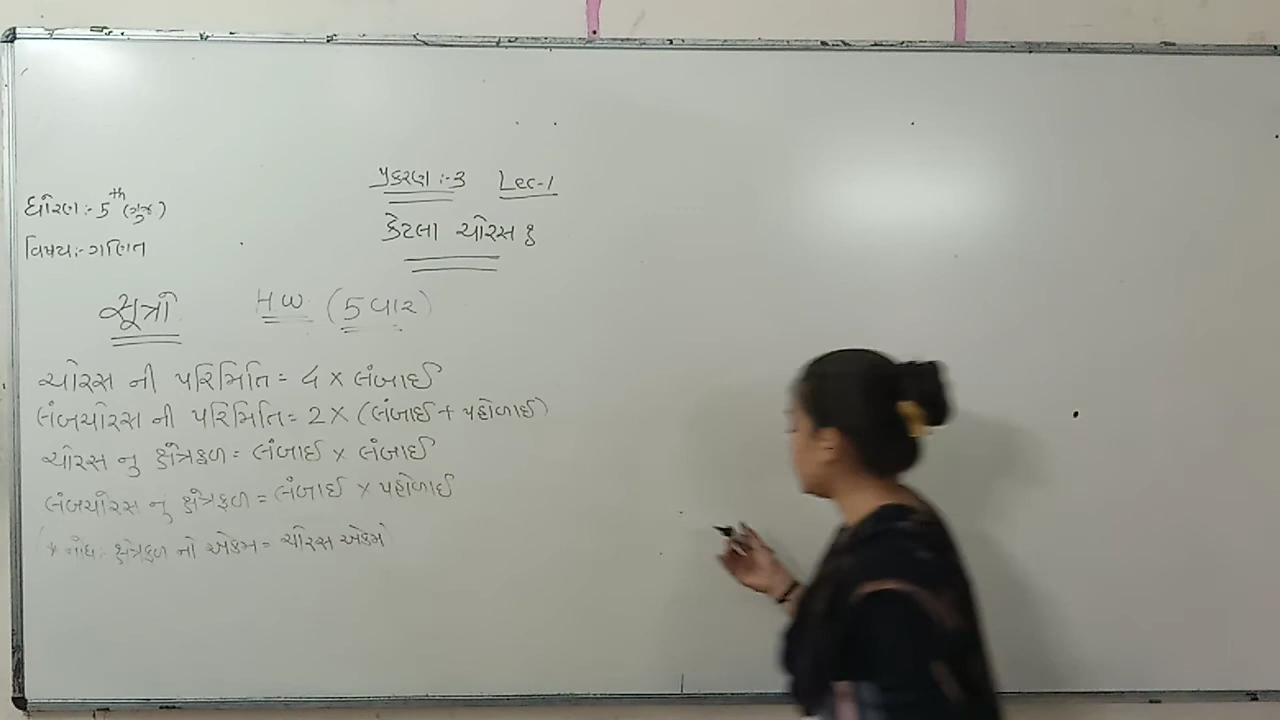 પ્રકરણ :- 3 Lec-1
ધોરણ :- 5th (ગુજ)
કેટલા ચોરસ ?
વિષય :- ગણિત
સૂત્રો HW (5 વાર)
ચોરસ ની પરિમિતિ = 4 × લંબાઈ
લંબચોરસ ની પરિમિતિ = 2 × (લંબાઈ + પહોળાઈ)
ચોરસ નુ ક્ષેત્રફળ = લંબાઈ × લંબાઈ
લંબચોરસ નુ ક્ષેત્રફળ = લંબાઈ × પહોળાઈ
(* નોંધ :- ક્ષેત્રફળ નો એકમ = ચોરસ એકમ)